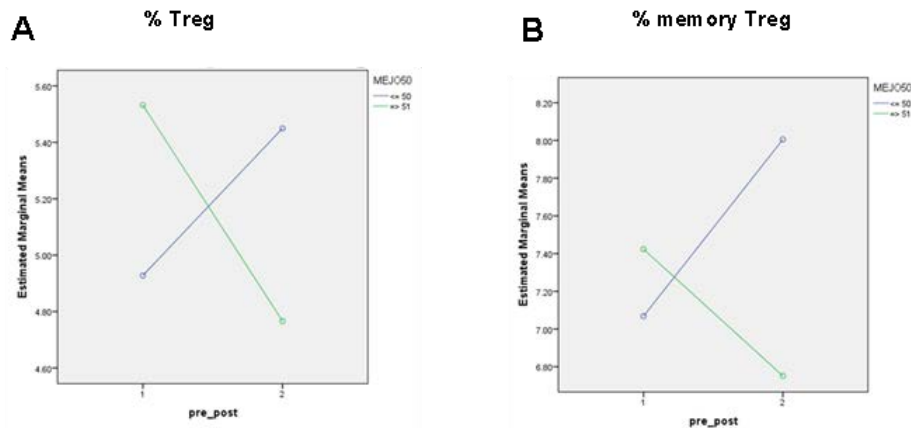 A
% Treg
5.60
5.40
5.20
5.00
4.80
4.60
Estimated Marginal Means
1
2
pre_post
MEJO50
<= 50
=> 51
B
% memory Treg
8.20
8.00
7.80
7.60
7.40
7.20
7.00
6.80
Estimated Marginal Means
1
2
pre_post
MEJO50
<= 50
=> 51